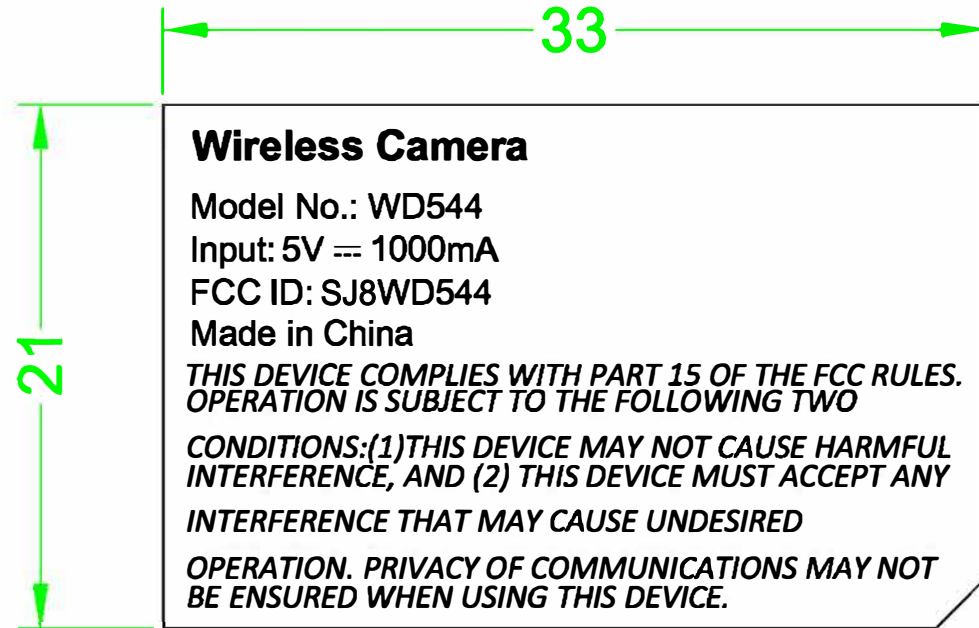 33
21
Wireless Camera
Model No.: WD544
Input: 5V ⎓ 1000mA
FCC ID: SJ8WD544
Made in China
THIS DEVICE COMPLIES WITH PART 15 OF THE FCC RULES.
OPERATION IS SUBJECT TO THE FOLLOWING TWO
CONDITIONS:(1)THIS DEVICE MAY NOT CAUSE HARMFUL
INTERFERENCE, AND (2) THIS DEVICE MUST ACCEPT ANY
INTERFERENCE THAT MAY CAUSE UNDESIRED
OPERATION. PRIVACY OF COMMUNICATIONS MAY NOT
BE ENSURED WHEN USING THIS DEVICE.